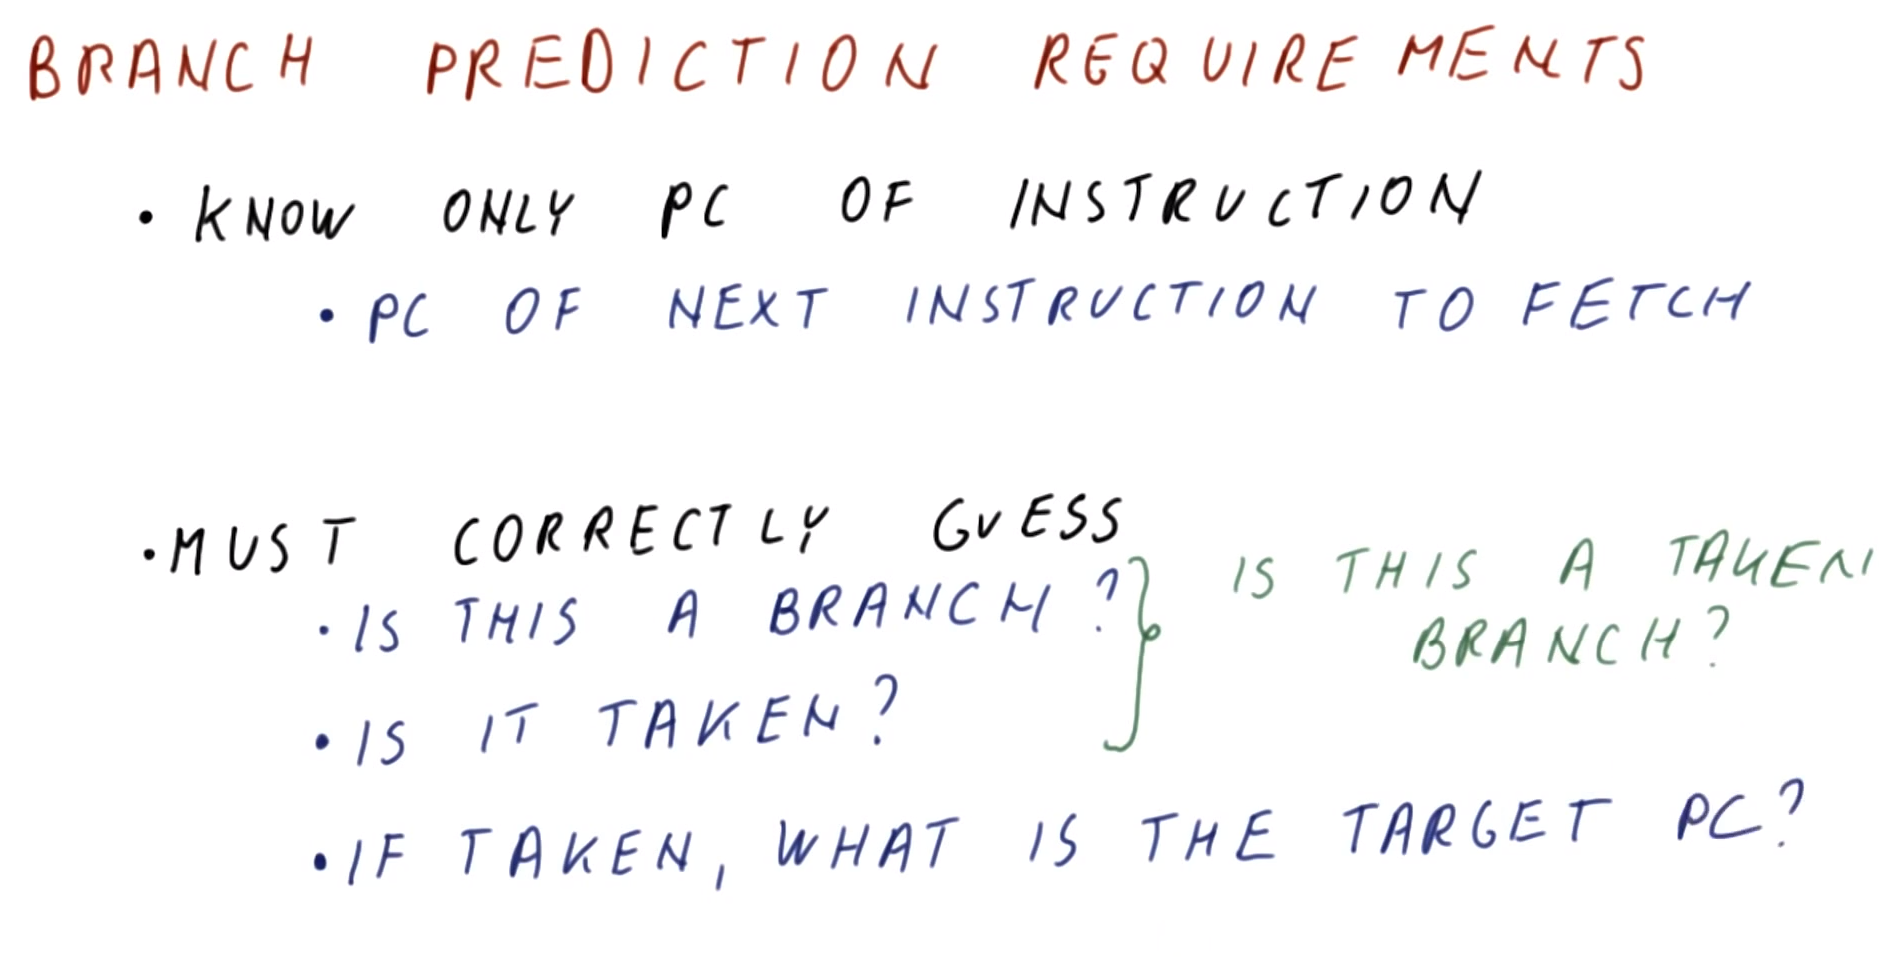 BRANCH PREDICTION REQUIREMENTS
• KNOW ONLY PC OF INSTRUCTION
• PC OF NEXT INSTRUCTION TO FETCH
• MUST CORRECTLY GUESS
• IS THIS A BRANCH?
• IS IT TAKEN?
IS THIS A TAKEN
BRANCH?
• IF TAKEN, WHAT IS THE TARGET PC?